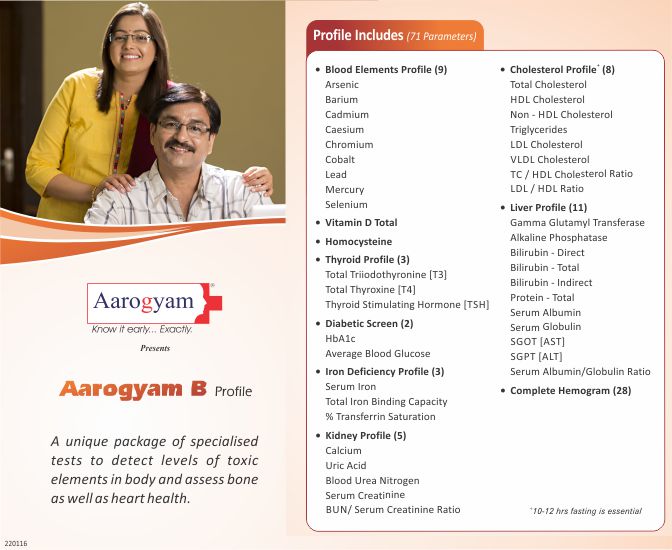 Aarogyam
®
Know it early... Exactly.
Presents
Aarogyam B Profile
A unique package of specialised
tests to detect levels of toxic
elements in body and assess bone
as well as heart health.
220116
Profile Includes (71 Parameters)
• Blood Elements Profile (9)
Arsenic
Barium
Cadmium
Caesium
Chromium
Cobalt
Lead
Mercury
Selenium
• Vitamin D Total
• Homocysteine
• Thyroid Profile (3)
Total Triiodothyronine [T3]
Total Thyroxine [T4]
Thyroid Stimulating Hormone [TSH]
• Diabetic Screen (2)
HbA1c
Average Blood Glucose
• Iron Deficiency Profile (3)
Serum Iron
Total Iron Binding Capacity
% Transferrin Saturation
• Kidney Profile (5)
Calcium
Uric Acid
Blood Urea Nitrogen
Serum Creatinine
BUN/ Serum Creatinine Ratio
• Cholesterol Profile* (8)
Total Cholesterol
HDL Cholesterol
Non - HDL Cholesterol
Triglycerides
LDL Cholesterol
VLDL Cholesterol
TC / HDL Cholesterol Ratio
LDL / HDL Ratio
• Liver Profile (11)
Gamma Glutamyl Transferase
Alkaline Phosphatase
Bilirubin - Direct
Bilirubin - Total
Bilirubin - Indirect
Protein - Total
Serum Albumin
Serum Globulin
SGOT [AST]
SGPT [ALT]
Serum Albumin/Globulin Ratio
• Complete Hemogram (28)
*10-12 hrs fasting is essential